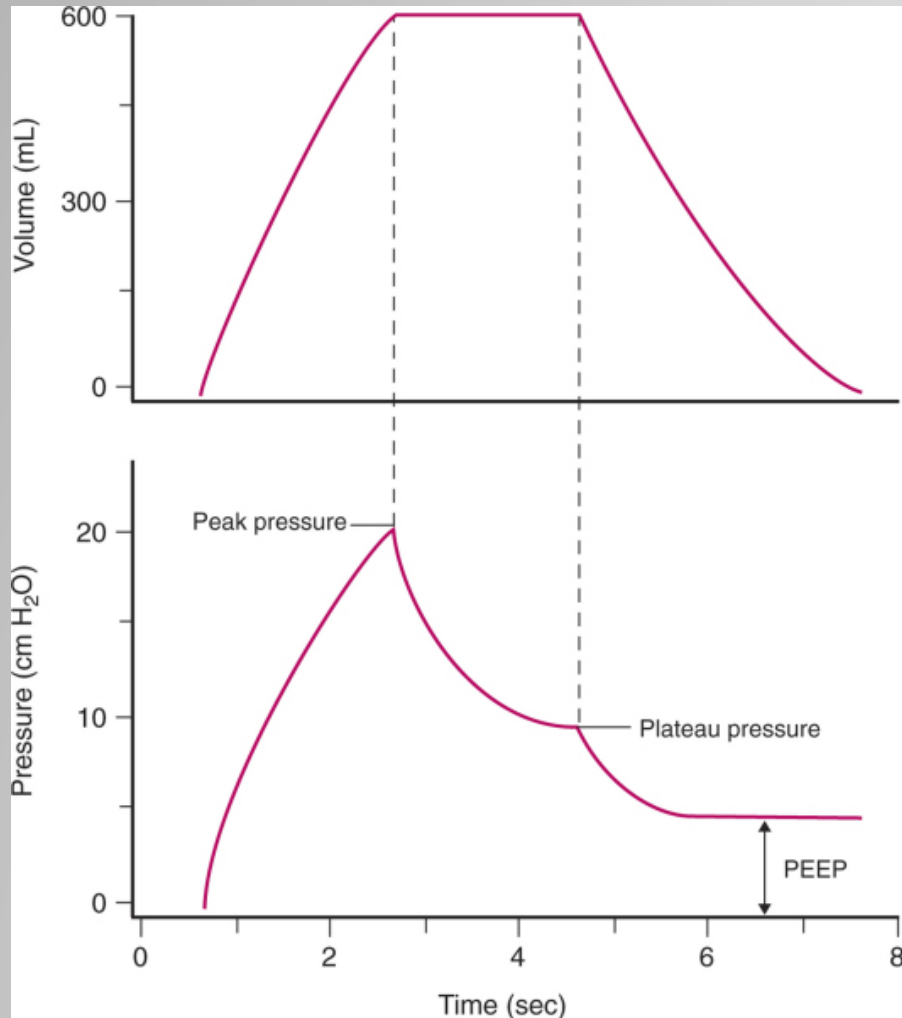 600
300
0
Volume (mL)
Peak pressure
20
10
0
Pressure (cm H₂O)
Plateau pressure
PEEP
0 2 4 6 8
Time (sec)